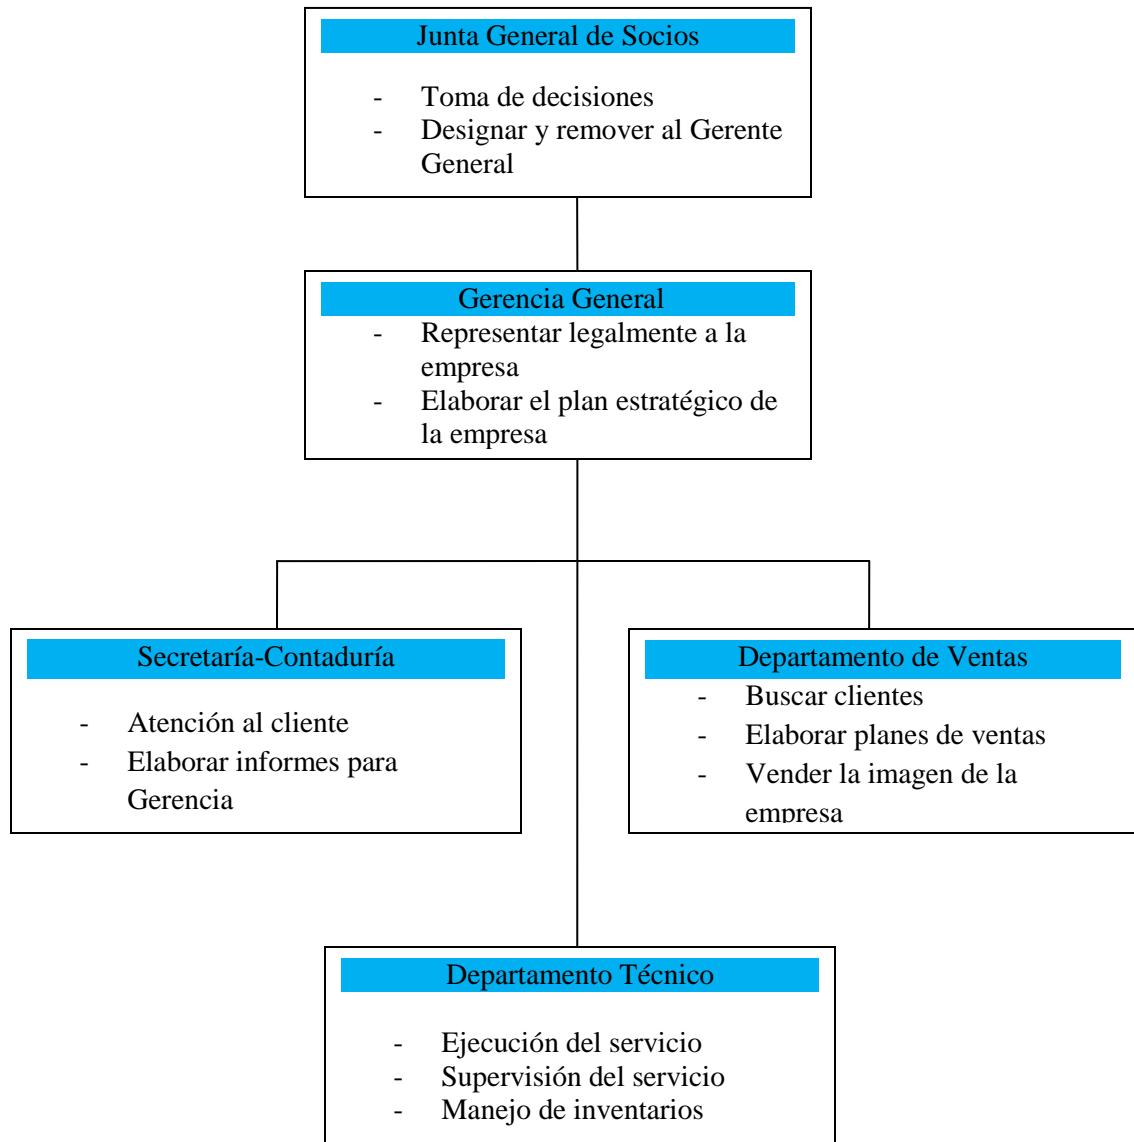 Junta General de Socios
- Toma de decisiones
- Designar y remover al Gerente
General
Gerencia General
- Representar legalmente a la
empresa
- Elaborar el plan estratégico de
la empresa
Secretaría-Contaduría
- Atención al cliente
- Elaborar informes para
Gerencia
Departamento de Ventas
- Buscar clientes
- Elaborar planes de ventas
- Vender la imagen de la
empresa
Departamento Técnico
- Ejecución del servicio
- Supervisión del servicio
- Manejo de inventarios